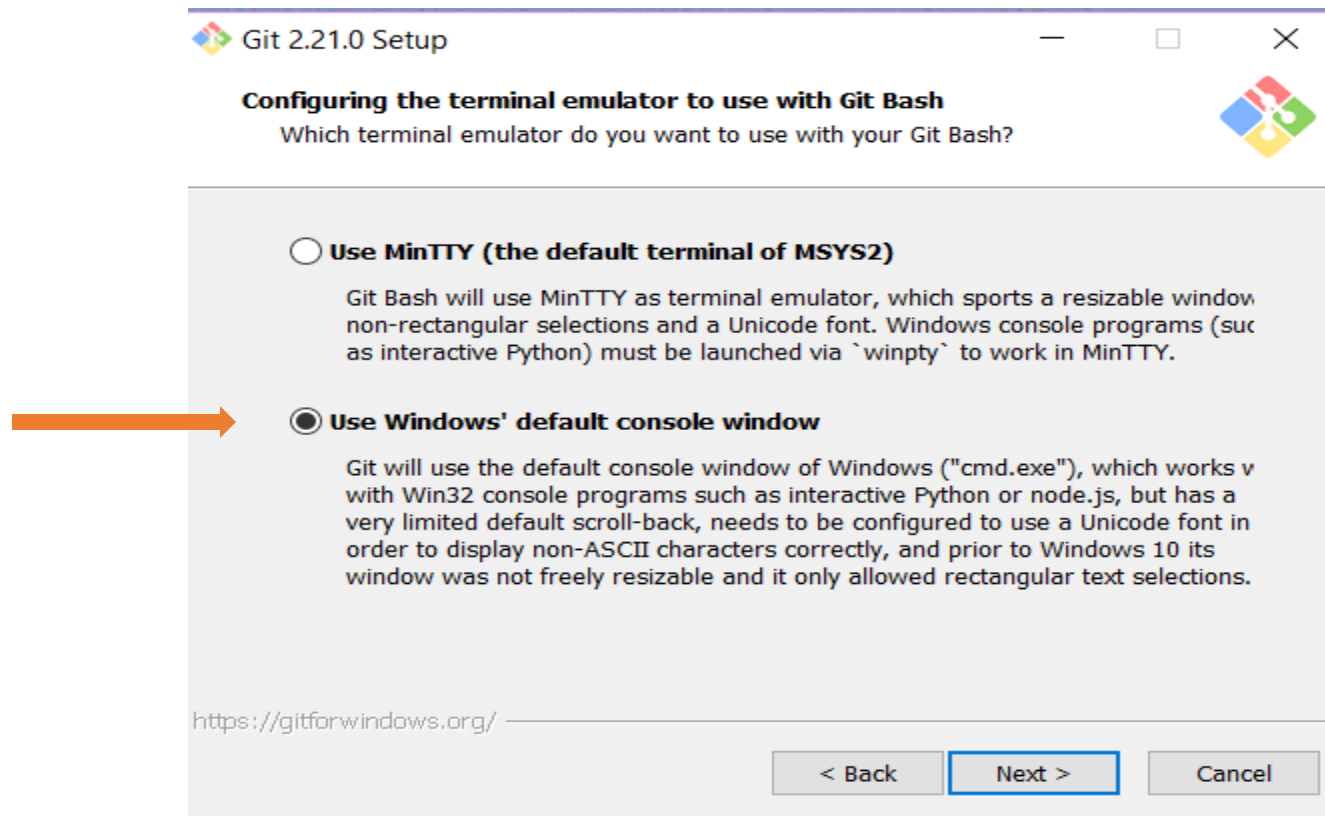 Git 2.21.0 Setup
Configuring the terminal emulator to use with Git Bash
Which terminal emulator do you want to use with your Git Bash?
Use MinTTY (the default terminal of MSYS2)
Git Bash will use MinTTY as terminal emulator, which sports a resizable window
non-rectangular selections and a Unicode font. Windows console programs (suc
as interactive Python) must be launched via `winpty` to work in MinTTY.
Use Windows' default console window
Git will use the default console window of Windows ("cmd.exe"), which works
with Win32 console programs such as interactive Python or node.js, but has a
very limited default scroll-back, needs to be configured to use a Unicode font in
order to display non-ASCII characters correctly, and prior to Windows 10 its
window was not freely resizable and it only allowed rectangular text selections.
https://gitforwindows.org/
< Back Next > Cancel